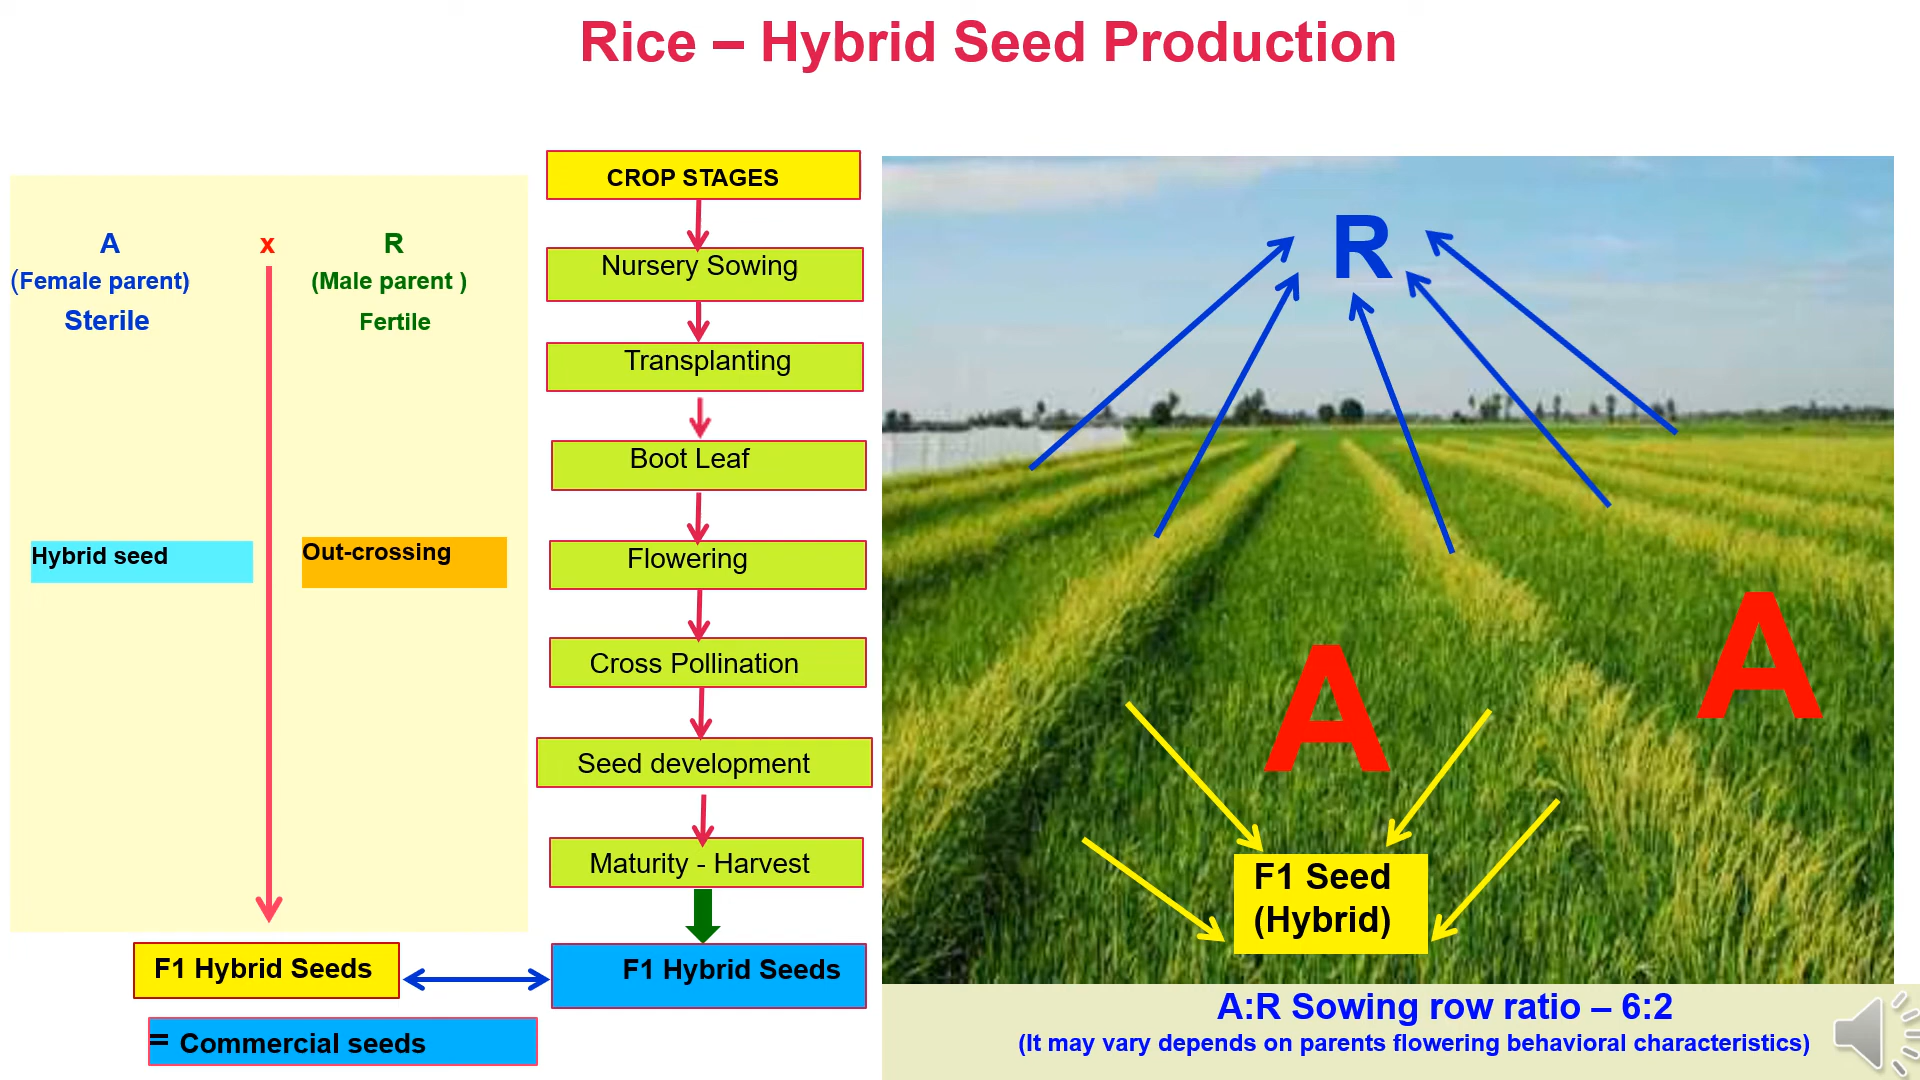 Rice – Hybrid Seed Production
A x R
(Female parent) (Male parent )
Sterile Fertile
Hybrid seed Out-crossing
F1 Hybrid Seeds
= Commercial seeds
CROP STAGES
Nursery Sowing
Transplanting
Boot Leaf
Flowering
Cross Pollination
Seed development
Maturity - Harvest
F1 Hybrid Seeds
R
A
A
F1 Seed
(Hybrid)
A:R Sowing row ratio – 6:2
(It may vary depends on parents flowering behavioral characteristics)